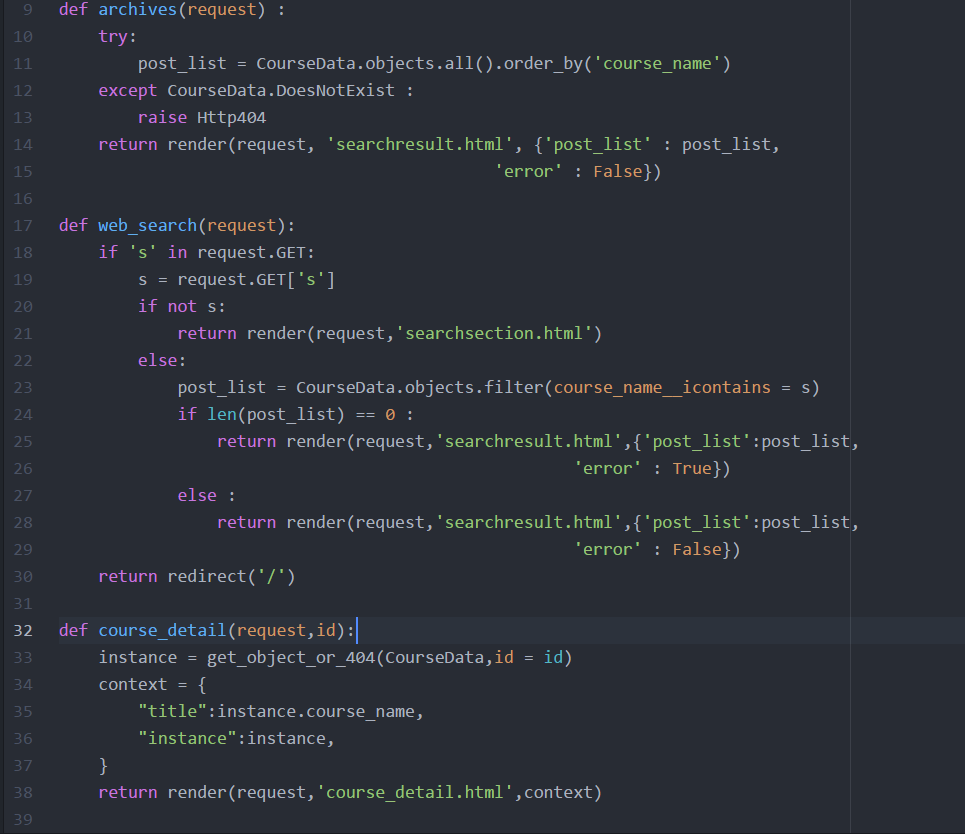 9 def archives(request) :
10     try:
11         post_list = CourseData.objects.all().order_by('course_name')
12     except CourseData.DoesNotExist :
13         raise Http404
14     return render(request, 'searchresult.html', {'post_list' : post_list,
15                                             'error' : False})
16
17 def web_search(request):
18     if 's' in request.GET:
19         s = request.GET['s']
20         if not s:
21             return render(request,'searchsection.html')
22         else:
23             post_list = CourseData.objects.filter(course_name__icontains = s)
24             if len(post_list) == 0 :
25                 return render(request,'searchresult.html',{'post_list':post_list,
26                                                     'error' : True})
27             else :
28                 return render(request,'searchresult.html',{'post_list':post_list,
29                                                     'error' : False})
30     return redirect('/')
31
32 def course_detail(request,id):
33     instance = get_object_or_404(CourseData,id = id)
34     context = {
35         "title":instance.course_name,
36         "instance":instance,
37     }
38     return render(request,'course_detail.html',context)
39